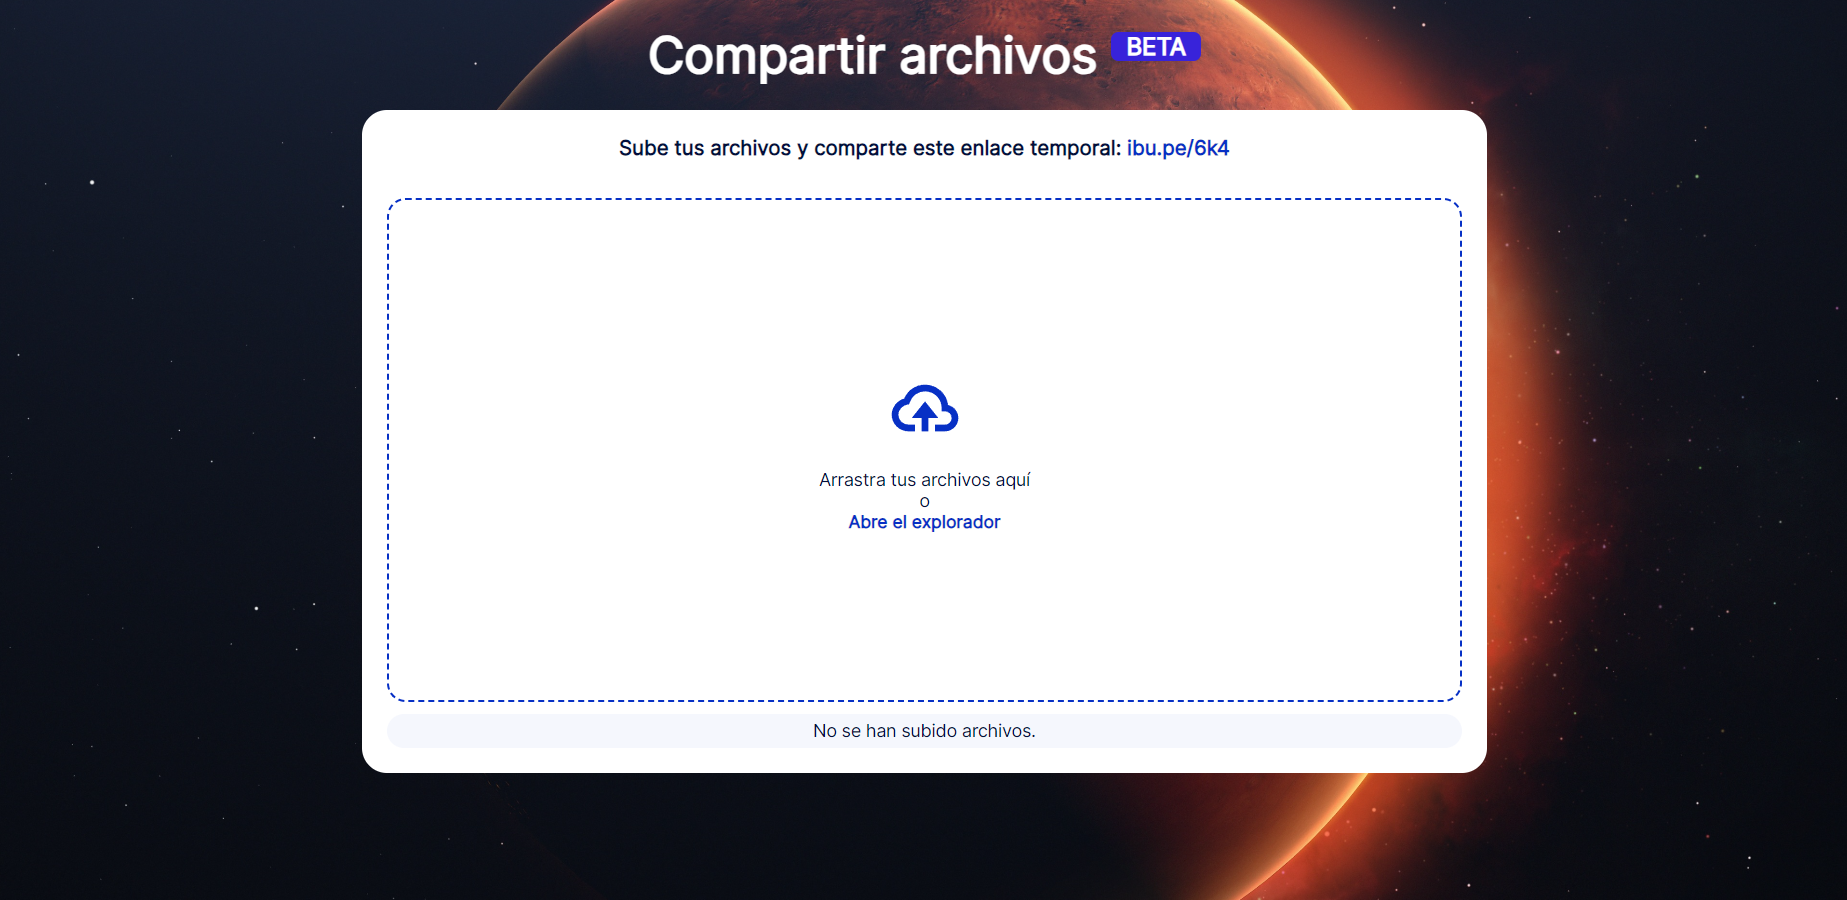 Compartir archivos BETA
Sube tus archivos y comparte este enlace temporal: ibu.pe/6k4
Arrastra tus archivos aquí
o
Abre el explorador
No se han subido archivos.